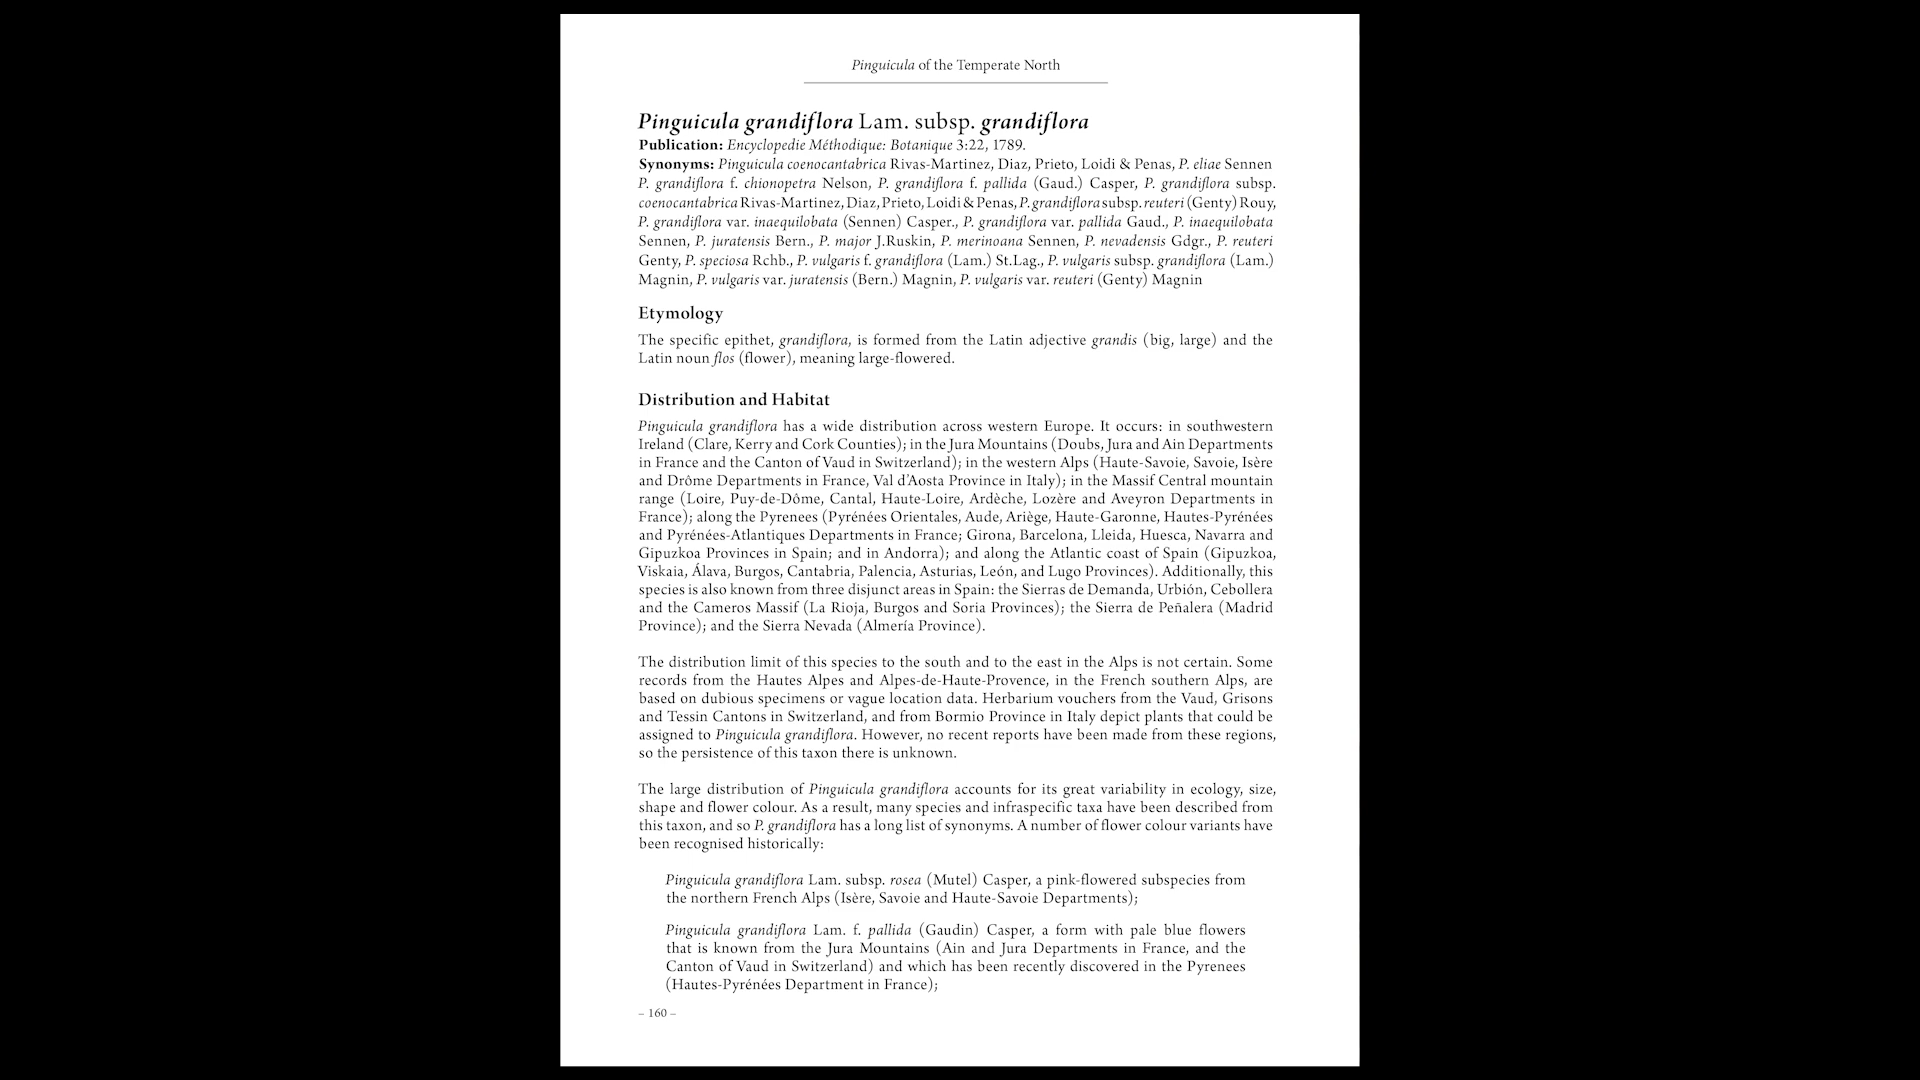 Pinguicula of the Temperate North
Pinguicula grandiflora Lam. subsp. grandiflora
Publication: Encyclopedie Méthodique: Botanique 3:22, 1789.
Synonyms: Pinguicula coenocantabrica Rivas-Martinez, Diaz, Prieto, Loidi & Penas, P. eliae Sennen
P. grandiflora f. chionopetra Nelson, P. grandiflora f. pallida (Gaud.) Casper, P. grandiflora subsp.
coenocantabrica Rivas-Martinez, Diaz, Prieto, Loidi & Penas, P. grandiflora subsp. reuteri (Genty) Rouy,
P. grandiflora var. inaequilobata (Sennen) Casper., P. grandiflora var. pallida Gaud., P. inaequilobata
Sennen, P. juratensis Bern., P. major J.Ruskin, P. merinoana Sennen, P. nevadensis Gdgr., P. reuteri
Genty, P. speciosa Rchb., P. vulgaris f. grandiflora (Lam.) St.Lag., P. vulgaris subsp. grandiflora (Lam.)
Magnin, P. vulgaris var. juratensis (Bern.) Magnin, P. vulgaris var. reuteri (Genty) Magnin
Etymology
The specific epithet, grandiflora, is formed from the Latin adjective grandis (big, large) and the
Latin noun flos (flower), meaning large-flowered.
Distribution and Habitat
Pinguicula grandiflora has a wide distribution across western Europe. It occurs: in southwestern
Ireland (Clare, Kerry and Cork Counties); in the Jura Mountains (Doubs, Jura and Ain Departments
in France and the Canton of Vaud in Switzerland); in the western Alps (Haute-Savoie, Savoie, Isère
and Drôme Departments in France, Val d'Aosta Province in Italy); in the Massif Central mountain
range (Loire, Puy-de-Dôme, Cantal, Haute-Loire, Ardèche, Lozère and Aveyron Departments in
France); along the Pyrenees (Pyrénées Orientales, Aude, Ariège, Haute-Garonne, Hautes-Pyrénées
and Pyrénées-Atlantiques Departments in France; Girona, Barcelona, Lleida, Huesca, Navarra and
Gipuzkoa Provinces in Spain; and in Andorra); and along the Atlantic coast of Spain (Gipuzkoa,
Viskaia, Álava, Burgos, Cantabria, Palencia, Asturias, León, and Lugo Provinces). Additionally, this
species is also known from three disjunct areas in Spain: the Sierras de Demanda, Urbión, Cebollera
and the Cameros Massif (La Rioja, Burgos and Soria Provinces); the Sierra de Peñalera (Madrid
Province); and the Sierra Nevada (Almería Province).
The distribution limit of this species to the south and to the east in the Alps is not certain. Some
records from the Hautes Alpes and Alpes-de-Haute-Provence, in the French southern Alps, are
based on dubious specimens or vague location data. Herbarium vouchers from the Vaud, Grisons
and Tessin Cantons in Switzerland, and from Bormio Province in Italy depict plants that could be
assigned to Pinguicula grandiflora. However, no recent reports have been made from these regions,
so the persistence of this taxon there is unknown.
The large distribution of Pinguicula grandiflora accounts for its great variability in ecology, size,
shape and flower colour. As a result, many species and infraspecific taxa have been described from
this taxon, and so P. grandiflora has a long list of synonyms. A number of flower colour variants have
been recognised historically:
Pinguicula grandiflora Lam. subsp. rosea (Mutel) Casper, a pink-flowered subspecies from
the northern French Alps (Isère, Savoie and Haute-Savoie Departments);
Pinguicula grandiflora Lam. f. pallida (Gaudin) Casper, a form with pale blue flowers
that is known from the Jura Mountains (Ain and Jura Departments in France, and the
Canton of Vaud in Switzerland) and which has been recently discovered in the Pyrenees
(Hautes-Pyrénées Department in France);
– 160 –